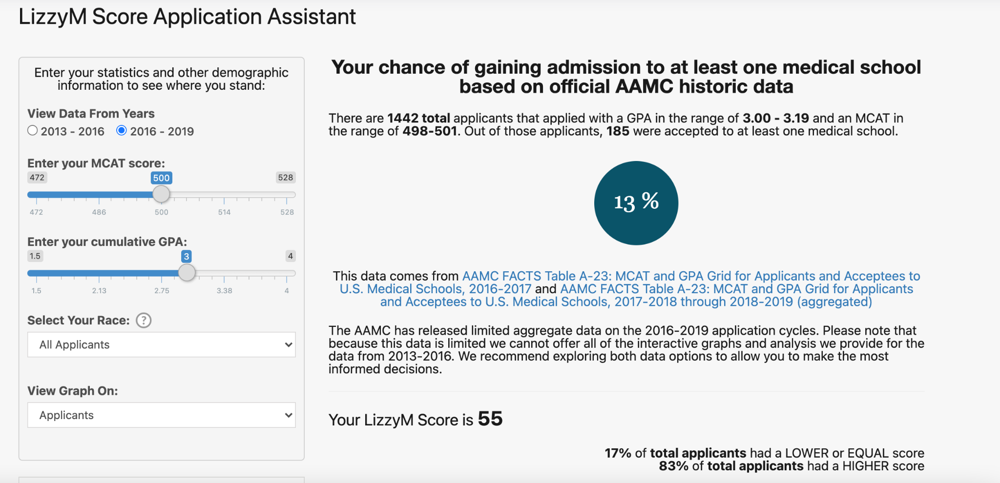 LizzyM Score Application Assistant
Enter your statistics and other demographic
information to see where you stand:
View Data From Years
2013 - 2016 2016 - 2019
Enter your MCAT score:
472 500 528
472 486 500 514 528
Enter your cumulative GPA:
1.5 3 4
1.5 2.13 2.75 3.38 4
Select Your Race: ?
All Applicants
View Graph On:
Applicants
Your chance of gaining admission to at least one medical school
based on official AAMC historic data
There are 1442 total applicants that applied with a GPA in the range of 3.00 - 3.19 and an MCAT in
the range of 498-501. Out of those applicants, 185 were accepted to at least one medical school.
13 %
This data comes from AAMC FACTS Table A-23: MCAT and GPA Grid for Applicants and Acceptees to
U.S. Medical Schools, 2016-2017 and AAMC FACTS Table A-23: MCAT and GPA Grid for Applicants
and Acceptees to U.S. Medical Schools, 2017-2018 through 2018-2019 (aggregated)
The AAMC has released limited aggregate data on the 2016-2019 application cycles. Please note that
because this data is limited we cannot offer all of the interactive graphs and analysis we provide for the
data from 2013-2016. We recommend exploring both data options to allow you to make the most
informed decisions.
Your LizzyM Score is 55
17% of total applicants had a LOWER or EQUAL score
83% of total applicants had a HIGHER score